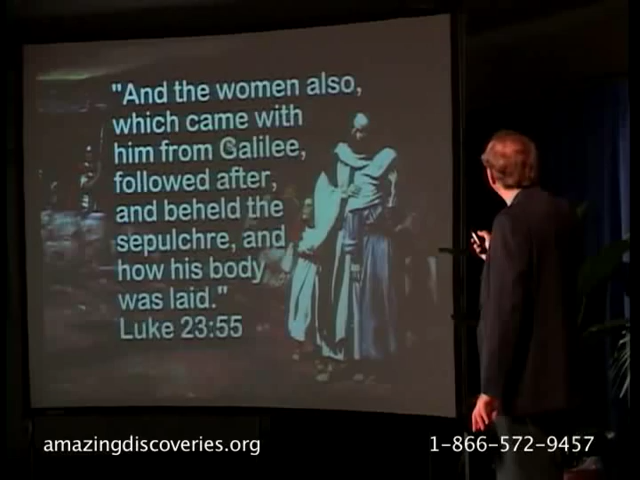 "And the women also,
which came with
him from Galilee,
followed after,
and beheld the
sepulchre, and
how his body
was laid."
Luke 23:55
amazingdiscoveries.org
1-866-572-9457